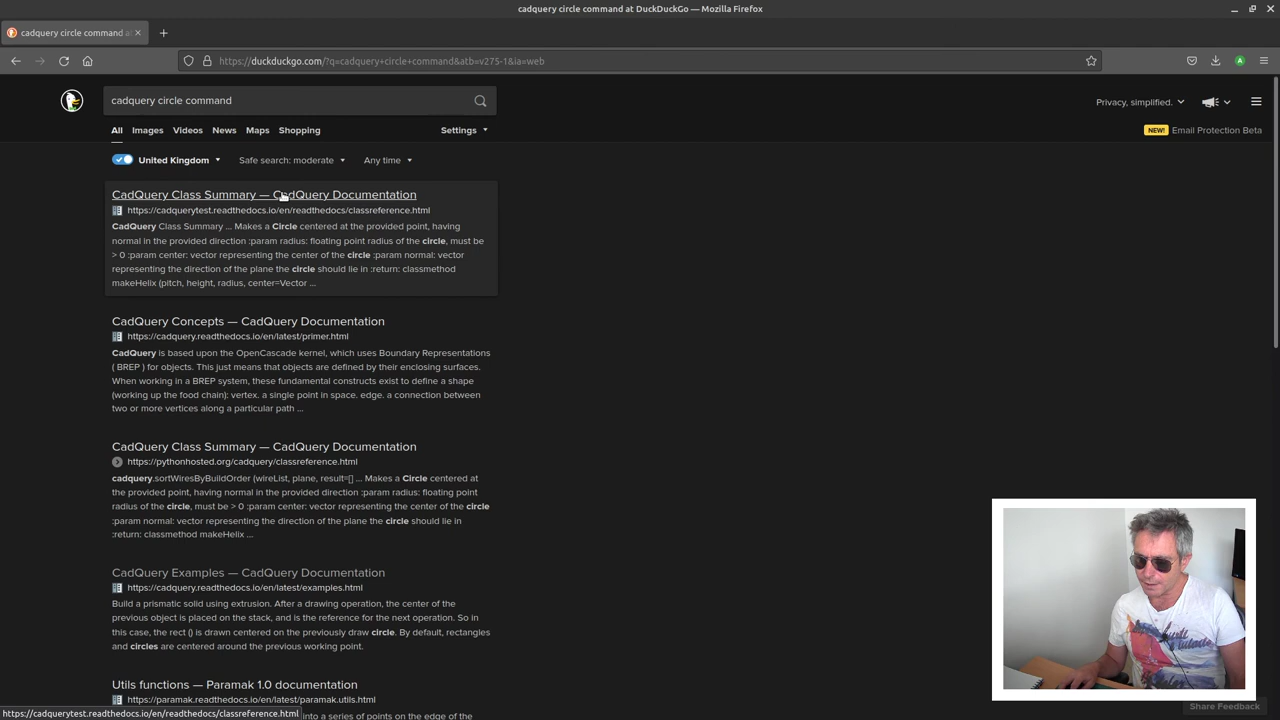 cadquery circle command at DuckDuckGo — Mozilla Firefox
cadquery circle command a
https://duckduckgo.com/?q=cadquery+circle+command&atb=v275-1&ia=web
cadquery circle command
Privacy, simplified.
All Images Videos News Maps Shopping Settings
NEW! Email Protection Beta
United Kingdom Safe search: moderate Any time
CadQuery Class Summary — CadQuery Documentation
https://cadquerytest.readthedocs.io/en/readthedocs/classreference.html
CadQuery Class Summary ... Makes a Circle centered at the provided point, having
normal in the provided direction :param radius: floating point radius of the circle, must be
> 0 :param center: vector representing the center of the circle :param normal: vector
representing the direction of the plane the circle should lie in :return: classmethod
makeHelix (pitch, height, radius, center=Vector ...
CadQuery Concepts — CadQuery Documentation
https://cadquery.readthedocs.io/en/latest/primer.html
CadQuery is based upon the OpenCascade kernel, which uses Boundary Representations
( BREP ) for objects. This just means that objects are defined by their enclosing surfaces.
When working in a BREP system, these fundamental constructs exist to define a shape
(working up the food chain): vertex. a single point in space. edge. a connection between
two or more vertices along a particular path ...
CadQuery Class Summary — CadQuery Documentation
https://pythonhosted.org/cadquery/classreference.html
cadquery.sortWiresByBuildOrder (wireList, plane, result=[] ... Makes a Circle centered at
the provided point, having normal in the provided direction :param radius: floating point
radius of the circle, must be > 0 :param center: vector representing the center of the circle
:param normal: vector representing the direction of the plane the circle should lie in
:return: classmethod makeHelix ...
CadQuery Examples — CadQuery Documentation
https://cadquery.readthedocs.io/en/latest/examples.html
Build a prismatic solid using extrusion. After a drawing operation, the center of the
previous object is placed on the stack, and is the reference for the next operation. So in
this case, the rect () is drawn centered on the previously draw circle. By default, rectangles
and circles are centered around the previous working point.
Utils functions — Paramak 1.0 documentation
https://paramak.readthedocs.io/en/latest/paramak.utils.html
https://cadquerytest.readthedocs.io/en/readthedocs/classreference.html
into a series of points on the edge of the
Share Feedback